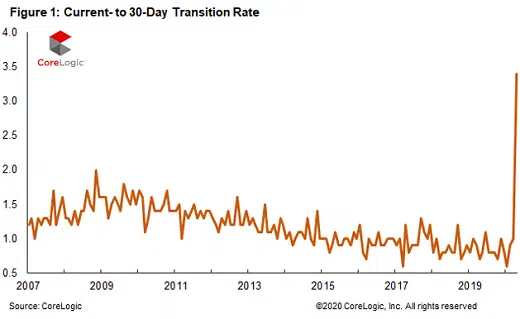 Figure 1: Current- to 30-Day Transition Rate
4.0
CoreLogic
3.5
3.0
2.5
2.0
1.5
1.0
0.5
2007 2009 2011 2013 2015 2017 2019
Source: CoreLogic ©2020 CoreLogic, Inc. All rights reserved